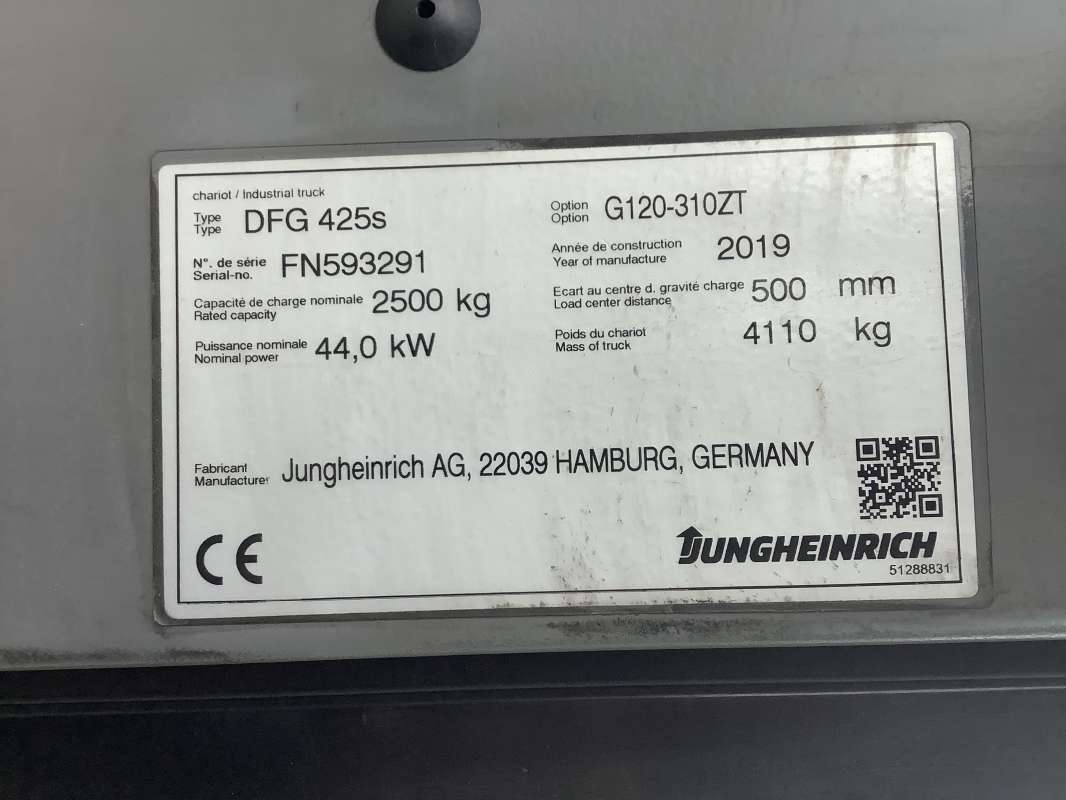 chariot / Industrial truck
Type
Type DFG 425s
Option
Option G120-310ZT
N°. de série
Serial-no. FN593291
Année de construction
Year of manufacture 2019
Capacité de charge nominale
Rated capacity 2500 kg
Ecart au centre d. gravité charge
Load center distance 500 mm
Puissance nominale
Nominal power 44,0 kW
Poids du chariot
Mass of truck 4110 kg
Fabricant
Manufacturer Jungheinrich AG, 22039 HAMBURG, GERMANY
CE
JUNGHEINRICH
51288831